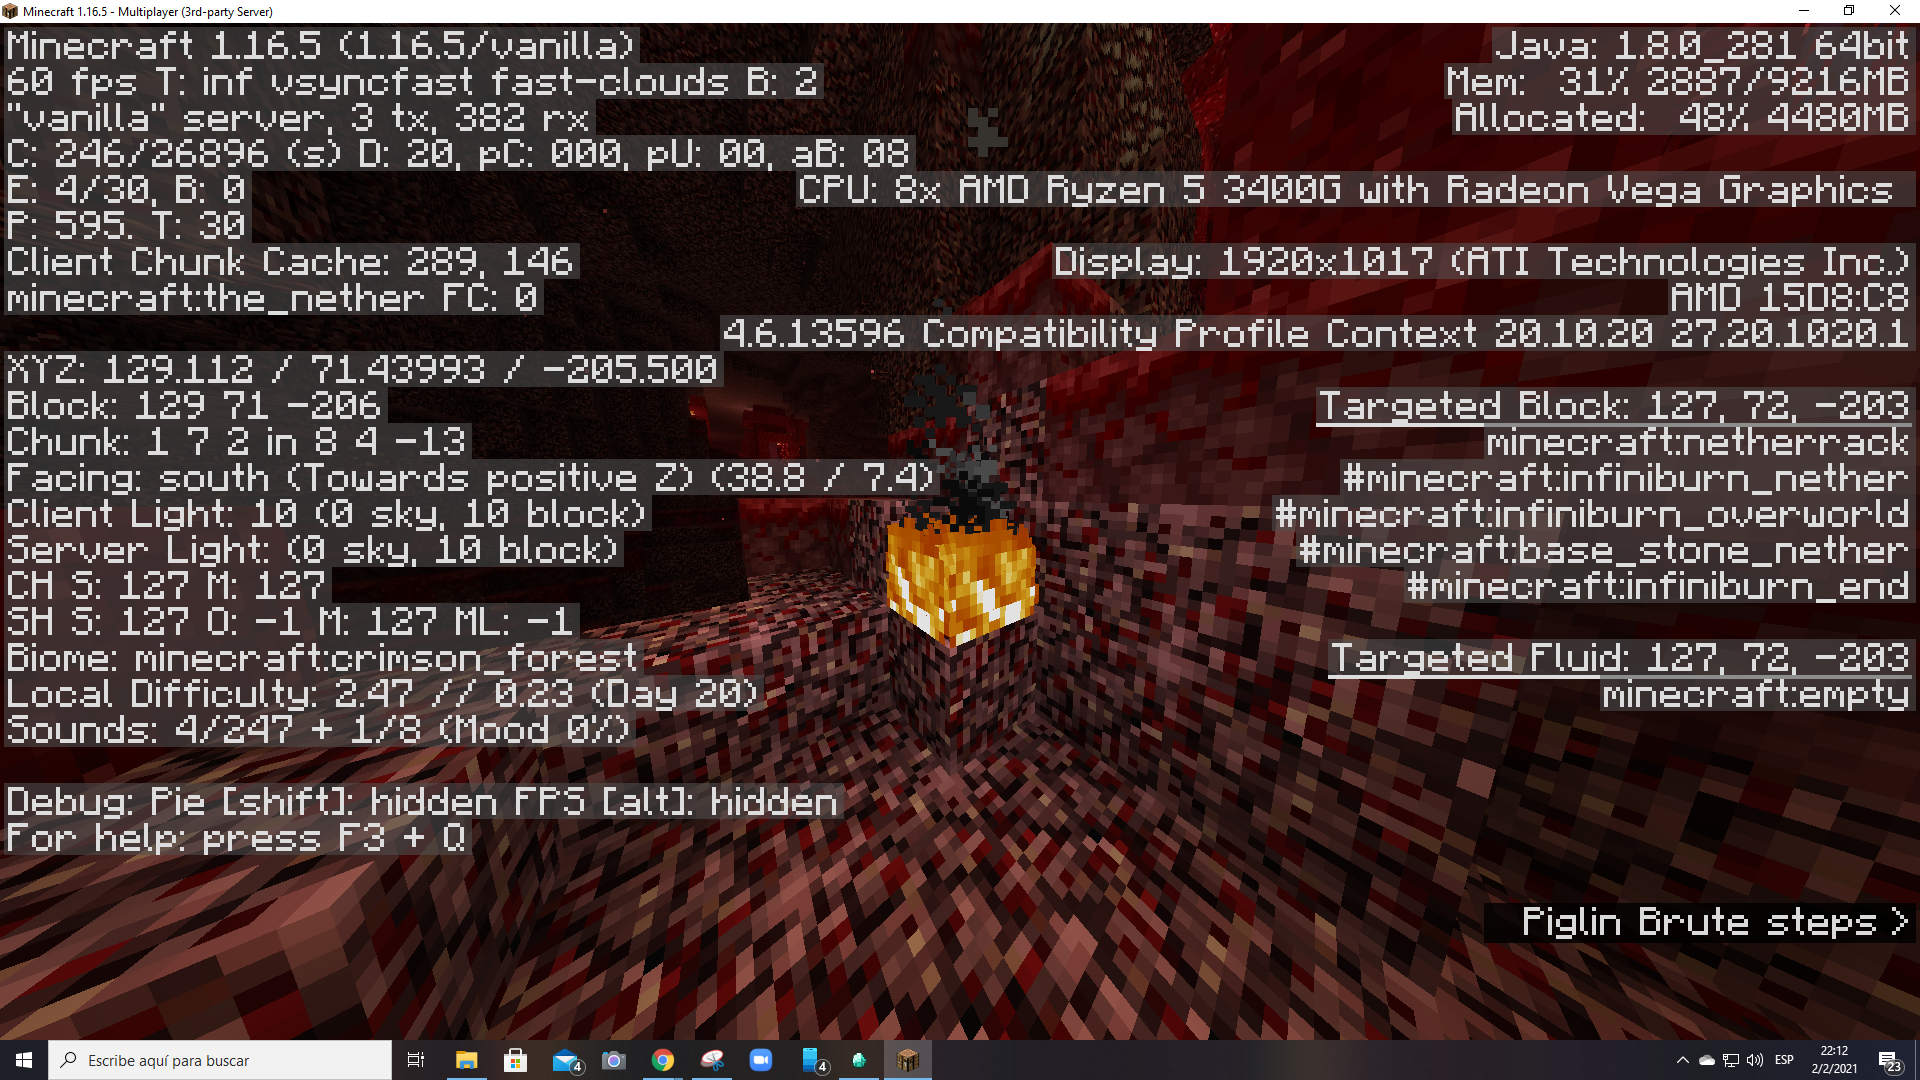 Minecraft 1.16.5 - Multiplayer (3rd-party Server)
Minecraft 1.16.5 (1.16.5/vanilla)
60 fps T: inf vsyncfast fast-clouds B: 2
"vanilla" server, 3 tx, 382 rx
C: 246/26896 (s) D: 20, pC: 000, pU: 00, aB: 08
E: 4/30, B: 0
P: 595. T: 30
Client Chunk Cache: 289, 146
minecraft:the_nether FC: 0
XYZ: 129.112 / 71.43993 / -205.500
Block: 129 71 -206
Chunk: 1 7 2 in 8 4 -13
Facing: south (Towards positive Z) (38.8 / 7.4)
Client Light: 10 (0 sky, 10 block)
Server Light: (0 sky, 10 block)
CH S: 127 M: 127
SH S: 127 O: -1 M: 127 ML: -1
Biome: minecraft:crimson_forest
Local Difficulty: 2.47 // 0.23 (Day 20)
Sounds: 4/247 + 1/8 (Mood 0%)
Debug: Pie [shift]: hidden FPS [alt]: hidden
For help: press F3 + Q
Java: 1.8.0_281 64bit
Mem: 31% 2887/9216MB
Allocated: 48% 4480MB
CPU: 8x AMD Ryzen 5 3400G with Radeon Vega Graphics
Display: 1920x1017 (ATI Technologies Inc.)
AMD 15D8:C8
4.6.13596 Compatibility Profile Context 20.10.20 27.20.1020.1
Targeted Block: 127, 72, -203
minecraft:netherrack
#minecraft:infiniburn_nether
#minecraft:infiniburn_overworld
#minecraft:base_stone_nether
#minecraft:infiniburn_end
Targeted Fluid: 127, 72, -203
minecraft:empty
Piglin Brute steps >
Escribe aquí para buscar
4
4
ESP
22:12
2/2/2021
23